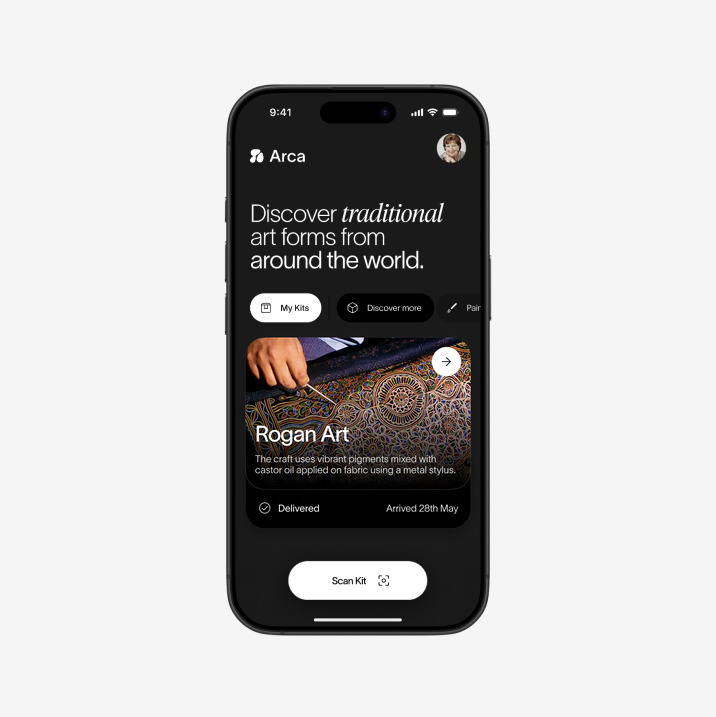 9:41
Arca
Discover traditional
art forms from
around the world.
My Kits
Discover more
Rogan Art
The craft uses vibrant pigments mixed with
castor oil applied on fabric using a metal stylus.
Delivered
Arrived 28th May
Scan Kit